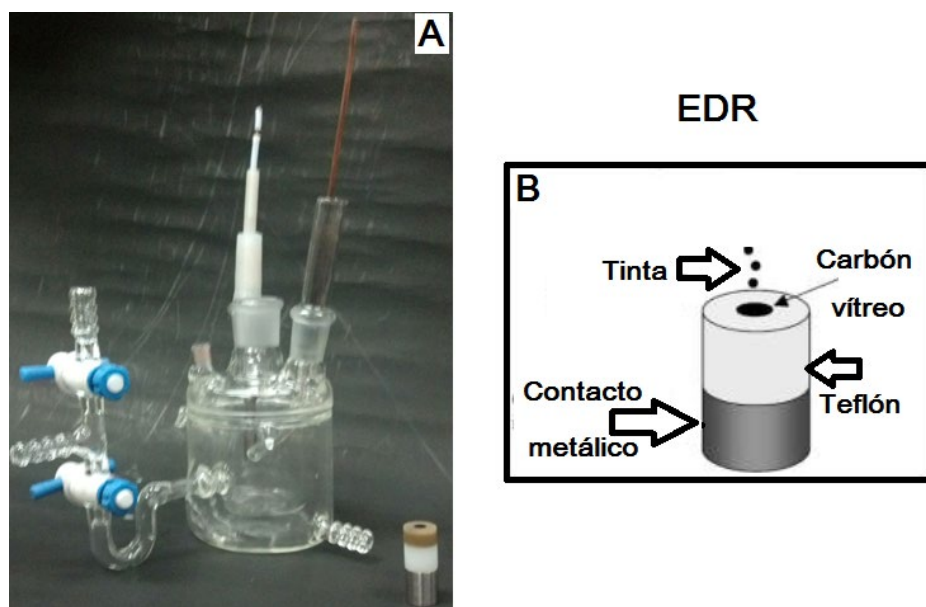 A
EDR
B
Tinta
Carbón
vítreo
Contacto
metálico
Teflón